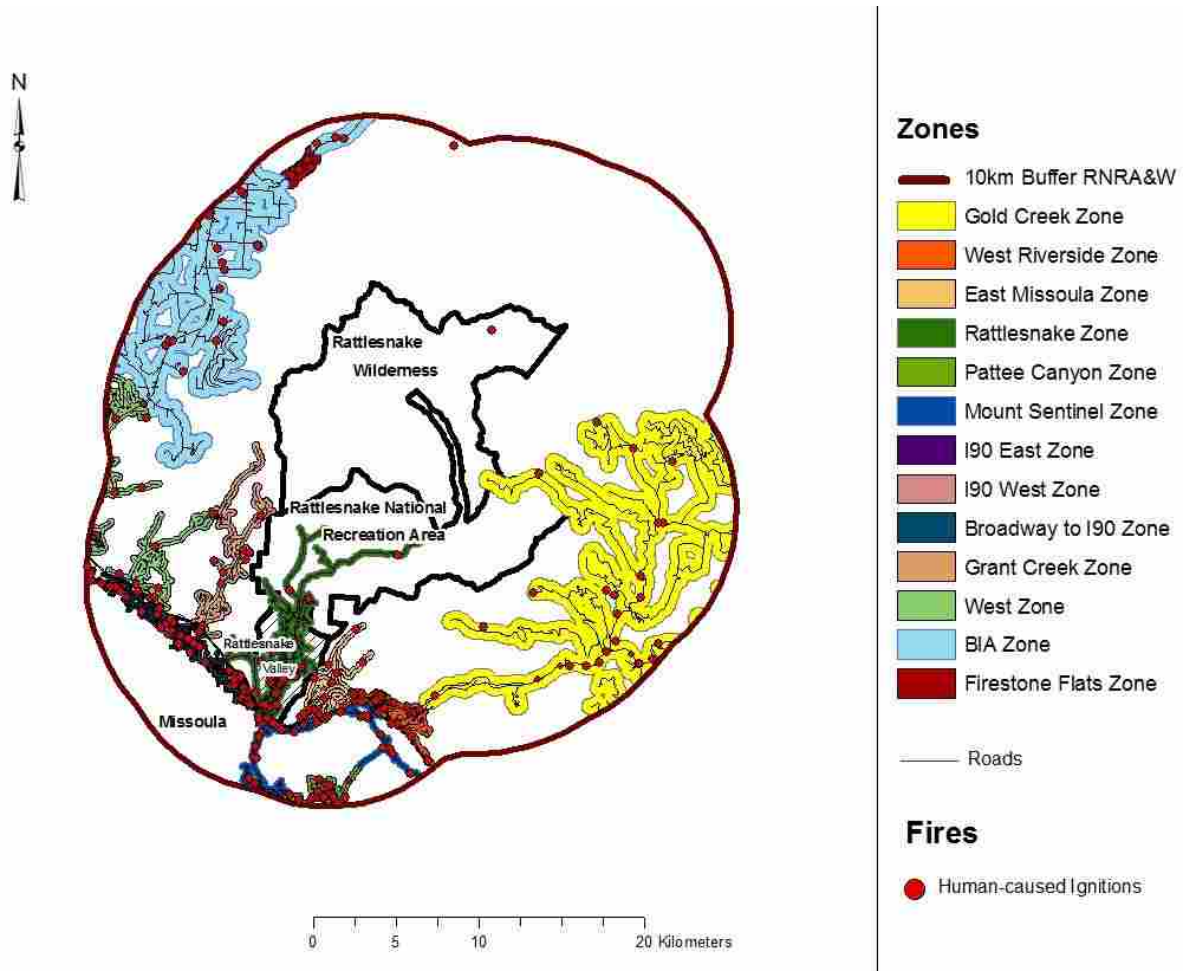 N
Rattlesnake
Wilderness
Rattlesnake National
Recreation Area
Rattlesnake
Valley
Missoula
0 5 10 20 Kilometers
Zones
10km Buffer RNRA&W
Gold Creek Zone
West Riverside Zone
East Missoula Zone
Rattlesnake Zone
Pattee Canyon Zone
Mount Sentinel Zone
I90 East Zone
I90 West Zone
Broadway to I90 Zone
Grant Creek Zone
West Zone
BIA Zone
Firestone Flats Zone
Roads
Fires
Human-caused Ignitions